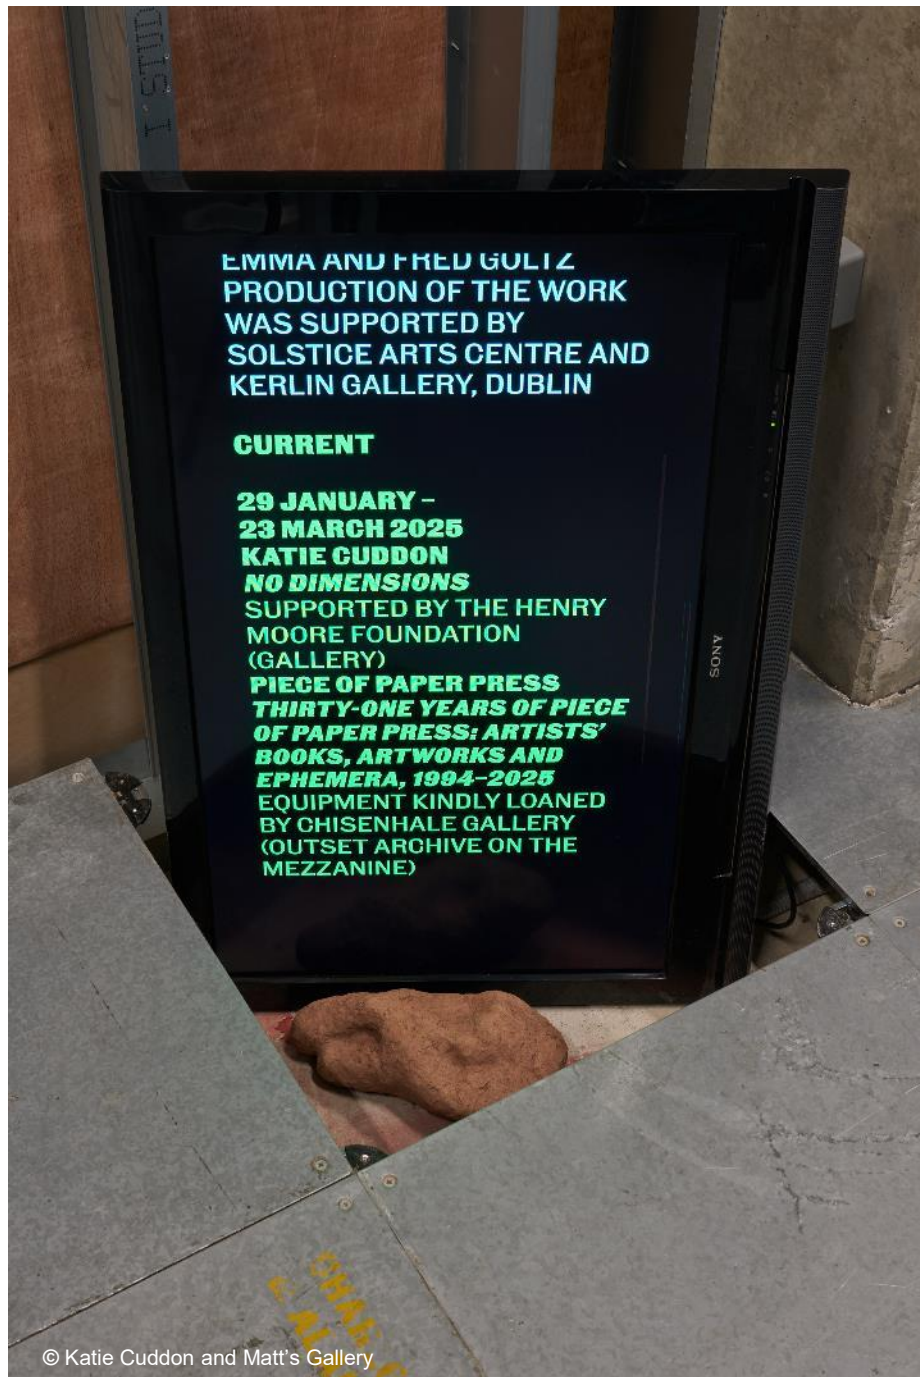 EMMA AND FRED GOLTZ
PRODUCTION OF THE WORK
WAS SUPPORTED BY
SOLSTICE ARTS CENTRE AND
KERLIN GALLERY, DUBLIN
CURRENT
29 JANUARY –
23 MARCH 2025
KATIE CUDDON
NO DIMENSIONS
SUPPORTED BY THE HENRY
MOORE FOUNDATION
(GALLERY)
PIECE OF PAPER PRESS
THIRTY-ONE YEARS OF PIECE
OF PAPER PRESS: ARTISTS'
BOOKS, ARTWORKS AND
EPHEMERA, 1994–2025
EQUIPMENT KINDLY LOANED
BY CHISENHALE GALLERY
(OUTSET ARCHIVE ON THE
MEZZANINE)
SONY
© Katie Cuddon and Matt's Gallery